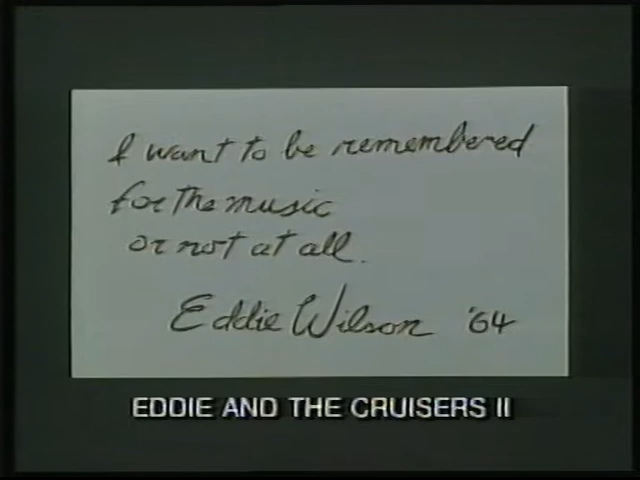 I want to be remembered
for the music
or not at all.
Eddie Wilson '64
EDDIE AND THE CRUISERS II